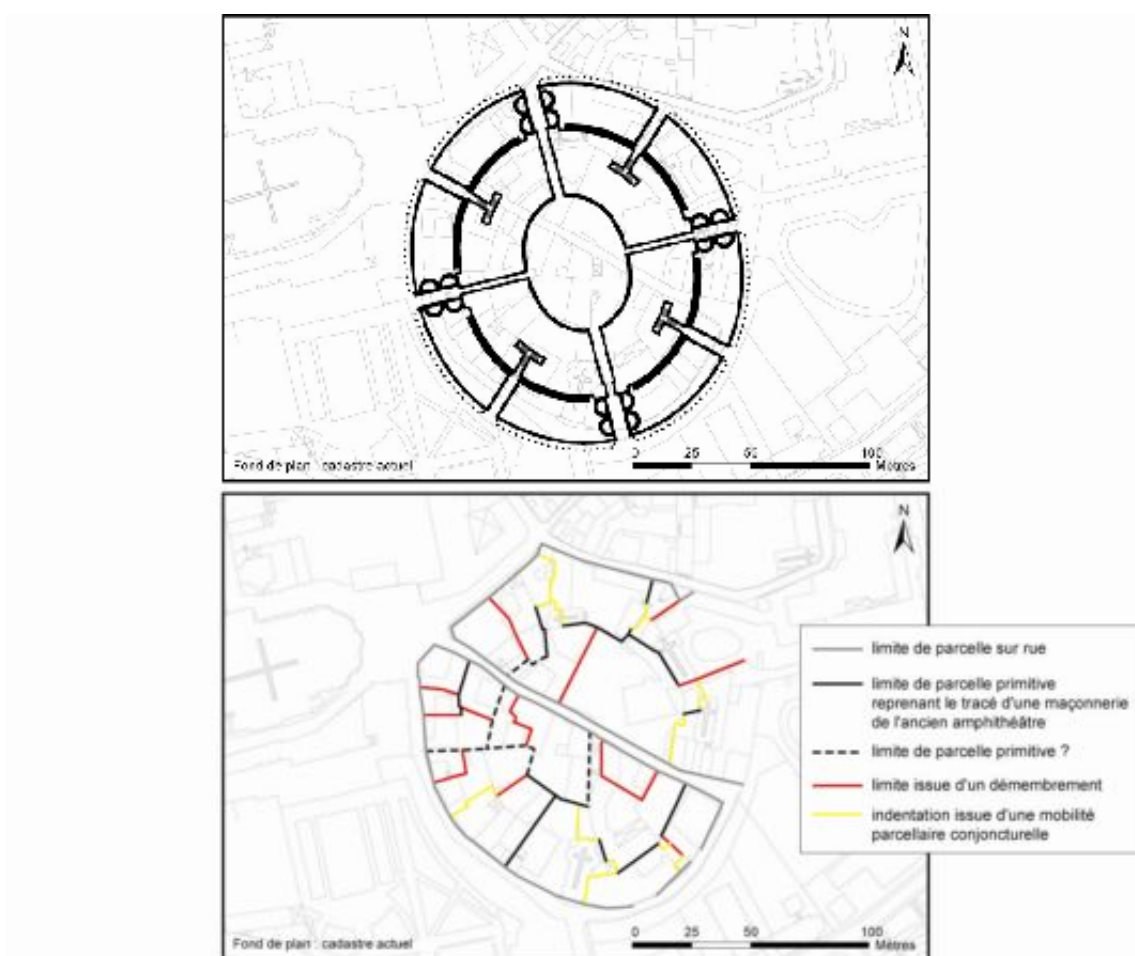 N
0 25 50 100
Fond de plan : cadastre actuel
Mètres
N
limite de parcelle sur rue
limite de parcelle primitive
reprenant le tracé d'une maçonnerie
de l'ancien amphithéâtre
limite de parcelle primitive ?
limite issue d'un démembrement
indentation issue d'une mobilité
parcellaire conjoncturelle
0 25 50 100
Fond de plan : cadastre actuel
Mètres